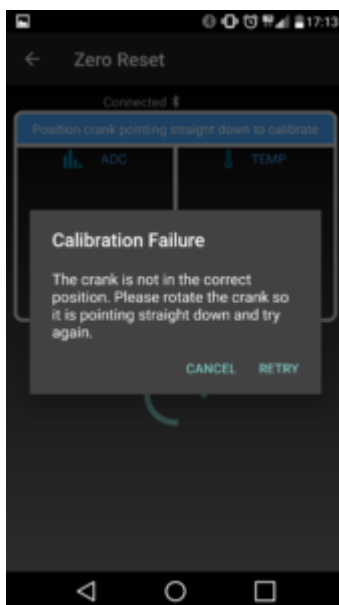 17:13
Zero Reset
Connected
Position crank pointing straight down to calibrate
ADC
TEMP
Calibration Failure
The crank is not in the correct
position. Please rotate the crank so
it is pointing straight down and try
again.
CANCEL
RETRY